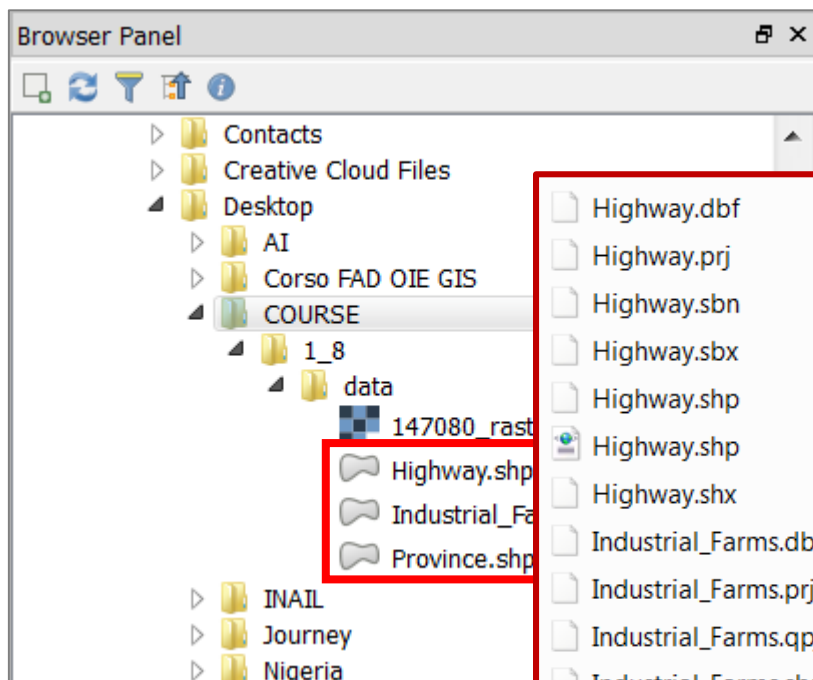 Browser Panel
Contacts
Creative Cloud Files
Desktop
AI
Corso FAD OIE GIS
COURSE
1_8
data
147080_rast
Highway.shp
Industrial_Fa
Province.shp
INAIL
Journey
Nigeria
Highway.dbf
Highway.prj
Highway.sbn
Highway.sbx
Highway.shp
Highway.shp
Highway.shx
Industrial_Farms.db
Industrial_Farms.prj
Industrial_Farms.qp